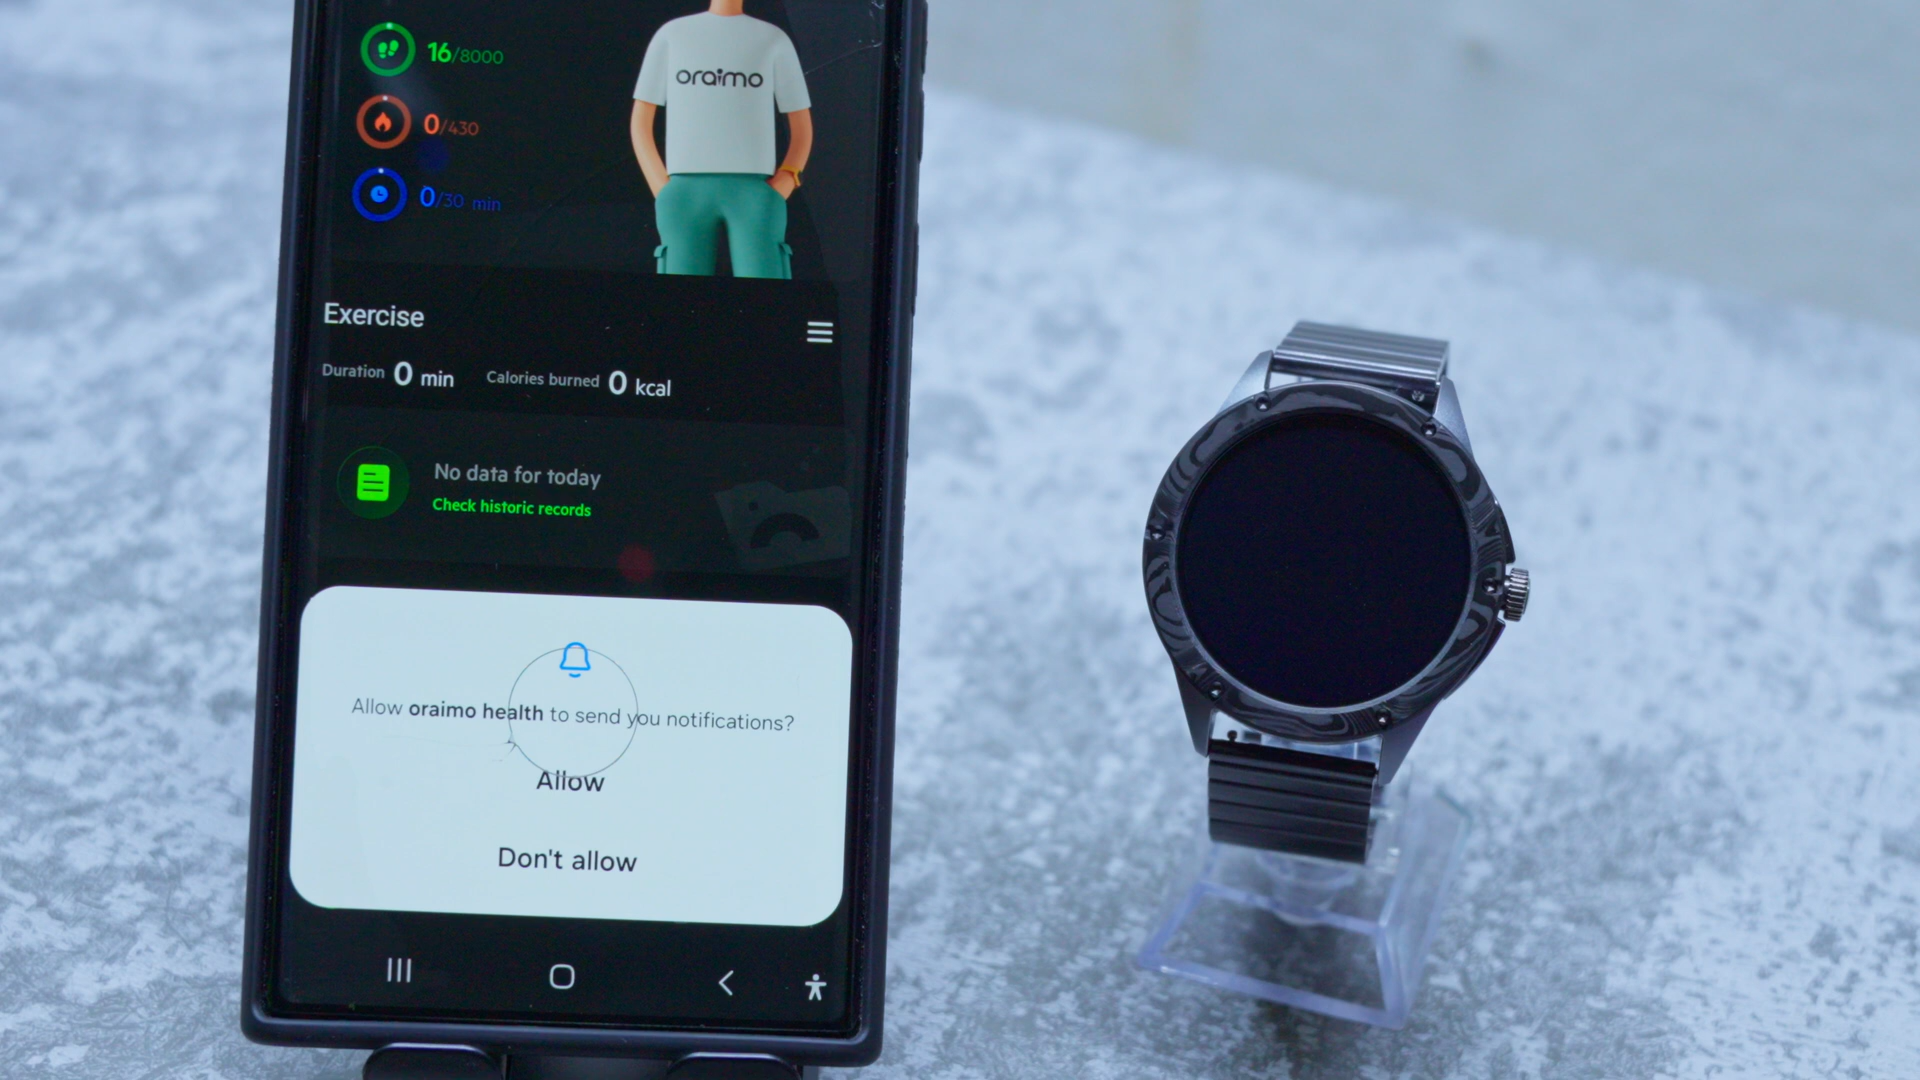 16/8000
oraimo
0/430
0/30 min
Exercise
Duration 0 min Calories burned 0 kcal
No data for today
Check historic records
Allow oraimo health to send you notifications?
Allow
Don't allow